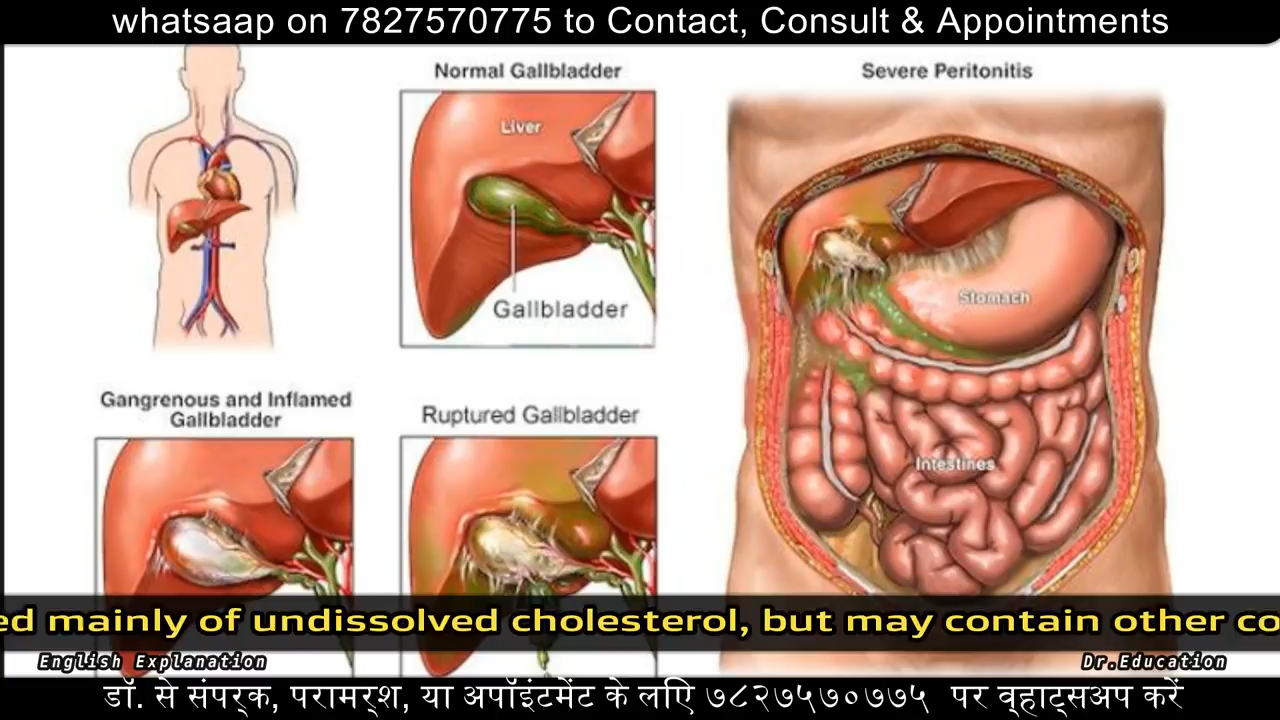 whatsaap on 7827570775 to Contact, Consult & Appointments
Normal Gallbladder
Severe Peritonitis
Liver
Gallbladder
Stomach
Gangrenous and Inflamed
Gallbladder
Ruptured Gallbladder
Intestines
ed mainly of undissolved cholesterol, but may contain other co
English Explanation
Dr.Education
डॉ. से संपर्क, परामर्श, या अपॉइंटमेंट के लिए ७८२७५७०७७५ पर व्हाट्सअप करें